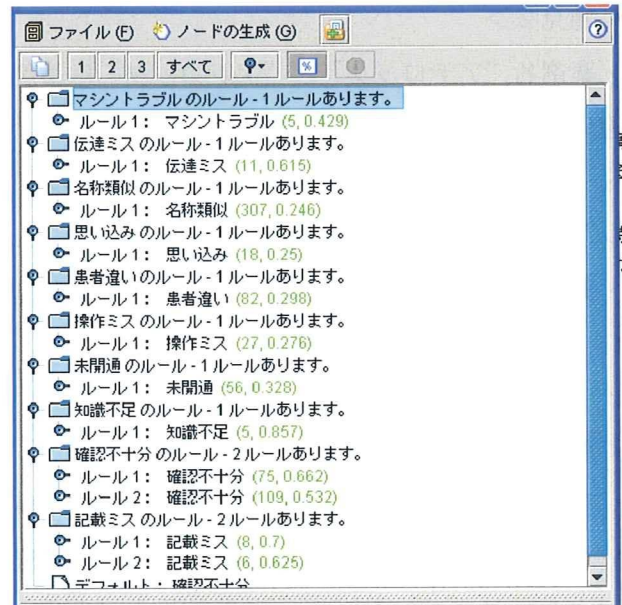 ファイル (F) ノードの生成 (G)
1 2 3 すべて %
マシントラブル のルール - 1 ルールあります。
ルール 1 : マシントラブル (5, 0.429)
伝達ミス のルール - 1 ルールあります。
ルール 1 : 伝達ミス (11, 0.615)
名称類似 のルール - 1 ルールあります。
ルール 1 : 名称類似 (307, 0.246)
思い込み のルール - 1 ルールあります。
ルール 1 : 思い込み (18, 0.25)
患者違い のルール - 1 ルールあります。
ルール 1 : 患者違い (82, 0.298)
操作ミス のルール - 1 ルールあります。
ルール 1 : 操作ミス (27, 0.276)
未開通 のルール - 1 ルールあります。
ルール 1 : 未開通 (56, 0.328)
知識不足 のルール - 1 ルールあります。
ルール 1 : 知識不足 (5, 0.857)
確認不十分 のルール - 2 ルールあります。
ルール 1 : 確認不十分 (75, 0.662)
ルール 2 : 確認不十分 (109, 0.532)
記載ミス のルール - 2 ルールあります。
ルール 1 : 記載ミス (8, 0.7)
ルール 2 : 記載ミス (6, 0.625)
デフォルト : 確認不十分